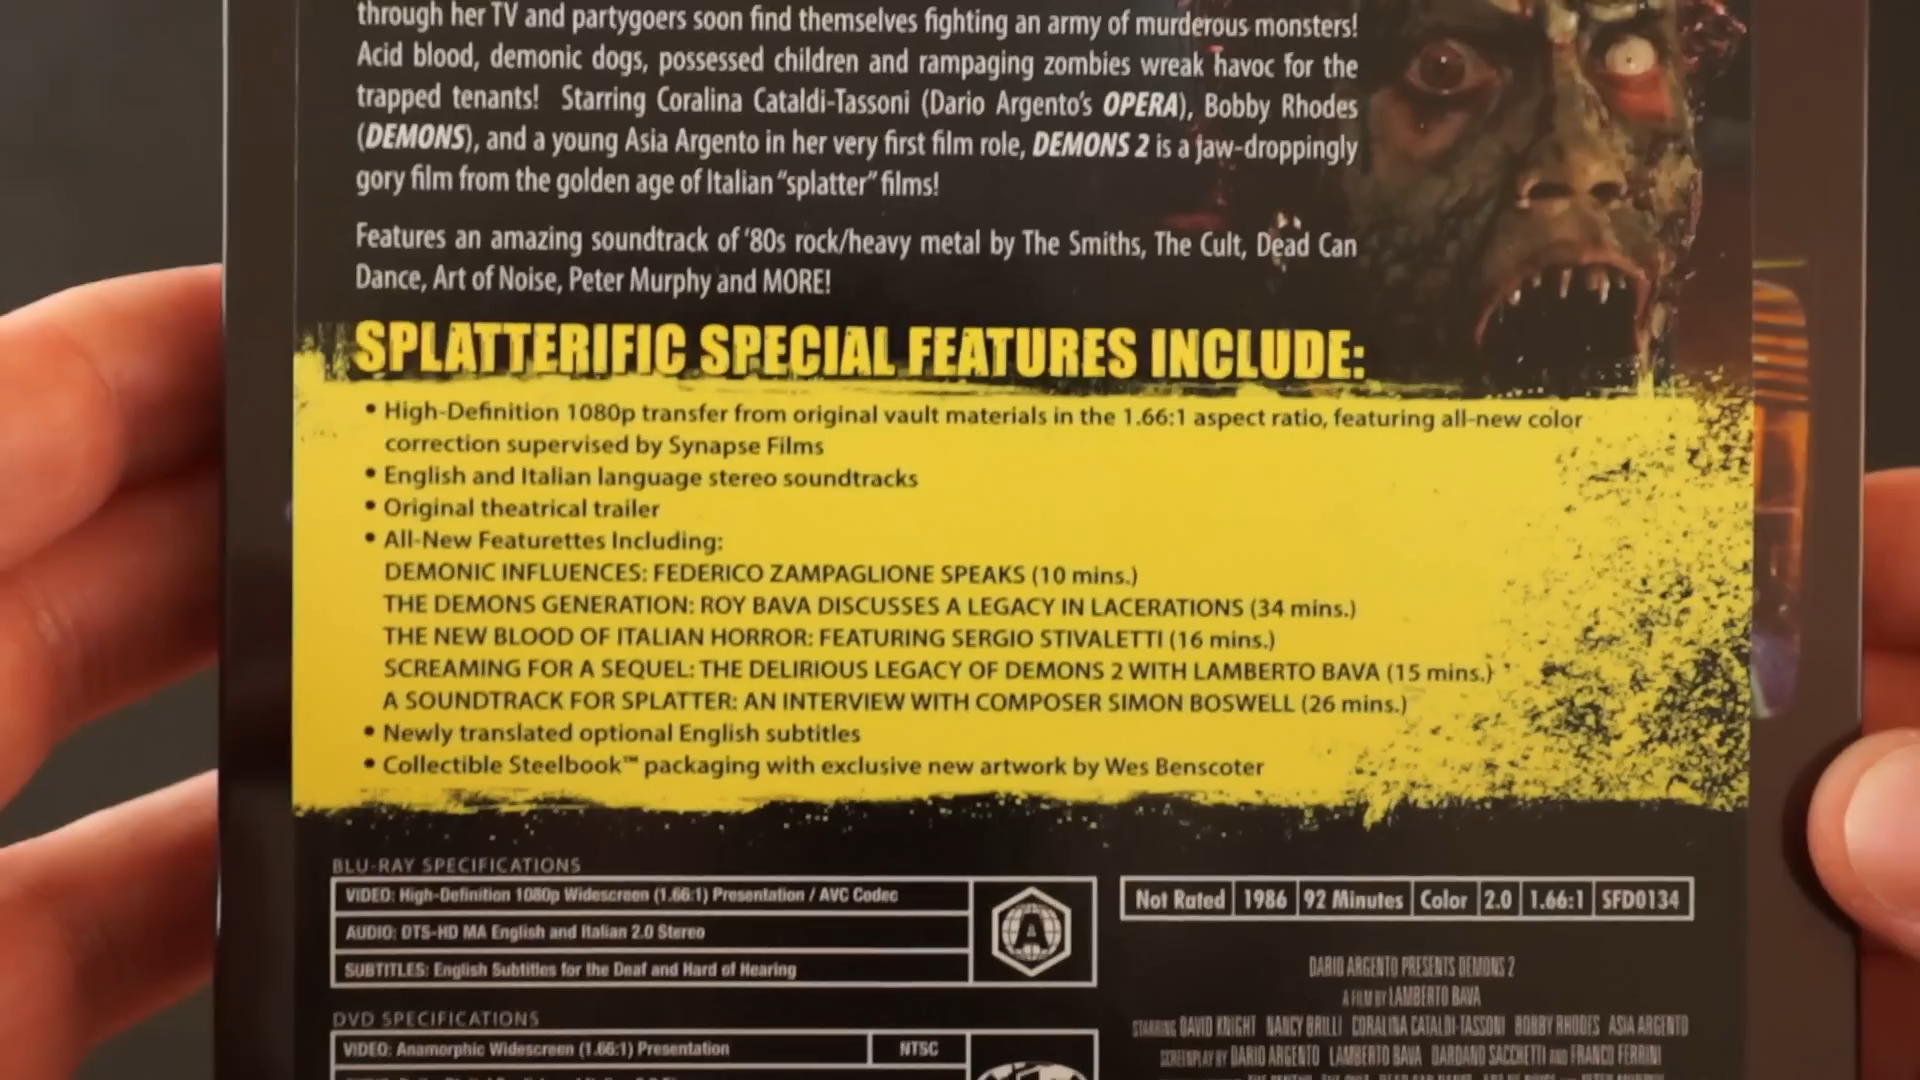 through her TV and partygoers soon find themselves fighting an army of murderous monsters!
Acid blood, demonic dogs, possessed children and rampaging zombies wreak havoc for the
trapped tenants! Starring Coralina Cataldi-Tassoni (Dario Argento's OPERA), Bobby Rhodes
(DEMONS), and a young Asia Argento in her very first film role, DEMONS 2 is a jaw-droppingly
gory film from the golden age of Italian "splatter" films!
Features an amazing soundtrack of '80s rock/heavy metal by The Smiths, The Cult, Dead Can
Dance, Art of Noise, Peter Murphy and MORE!
SPLATTERIFIC SPECIAL FEATURES INCLUDE:
• High-Definition 1080p transfer from original vault materials in the 1.66:1 aspect ratio, featuring all-new color
correction supervised by Synapse Films
• English and Italian language stereo soundtracks
• Original theatrical trailer
• All-New Featurettes Including:
DEMONIC INFLUENCES: FEDERICO ZAMPAGLIONE SPEAKS (10 mins.)
THE DEMONS GENERATION: ROY BAVA DISCUSSES A LEGACY IN LACERATIONS (34 mins.)
THE NEW BLOOD OF ITALIAN HORROR: FEATURING SERGIO STIVALETTI (16 mins.)
SCREAMING FOR A SEQUEL: THE DELIRIOUS LEGACY OF DEMONS 2 WITH LAMBERTO BAVA (15 mins.)
A SOUNDTRACK FOR SPLATTER: AN INTERVIEW WITH COMPOSER SIMON BOSWELL (26 mins.)
• Newly translated optional English subtitles
• Collectible Steelbook™ packaging with exclusive new artwork by Wes Benscoter
BLU-RAY SPECIFICATIONS
VIDEO: High-Definition 1080p Widescreen (1.66:1) Presentation / AVC Codec
AUDIO: DTS-HD MA English and Italian 2.0 Stereo
SUBTITLES: English Subtitles for the Deaf and Hard of Hearing
A
DVD SPECIFICATIONS
VIDEO: Anamorphic Widescreen (1.66:1) Presentation NTSC
Not Rated 1986 92 Minutes Color 2.0 1.66:1 SFD0134
DARIO ARGENTO PRESENTS DEMONS 2
A FILM BY LAMBERTO BAVA
STARRING DAVID KNIGHT NANCY BRILLI CORALINA CATALDI-TASSONI BOBBY RHODES ASIA ARGENTO
SCREENPLAY BY DARIO ARGENTO LAMBERTO BAVA DARDANO SACCHETTI AND FRANCO FERRINI